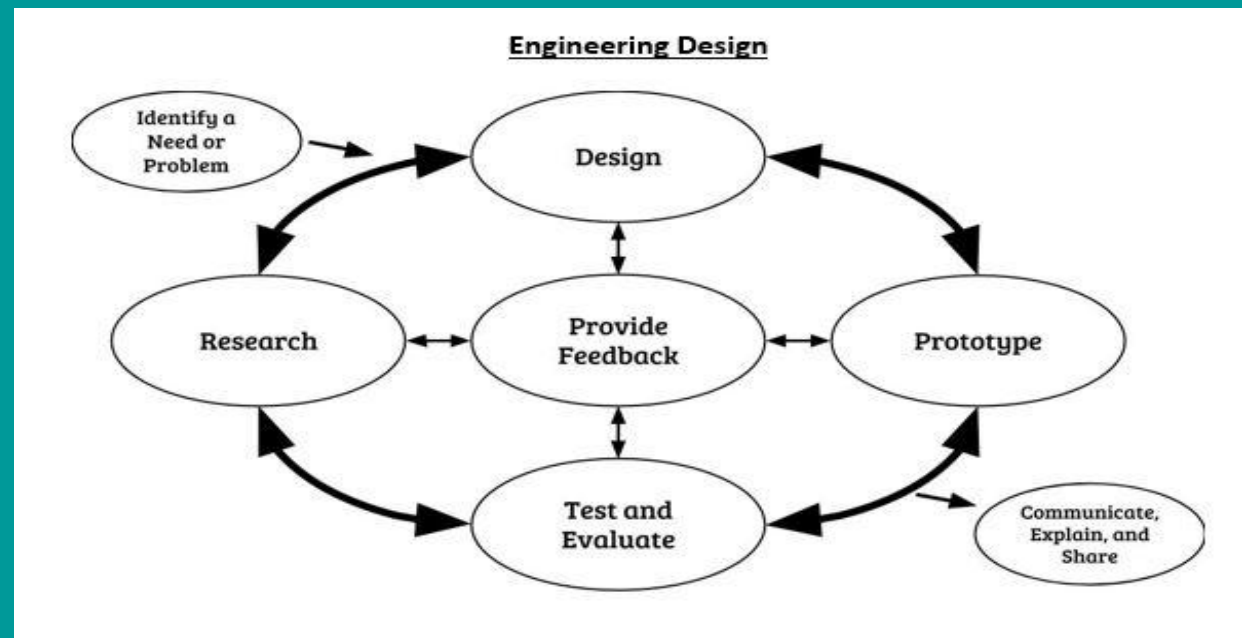 Engineering Design
Identify a
Need or
Problem
Design
Research
Provide
Feedback
Prototype
Test and
Evaluate
Communicate,
Explain, and
Share